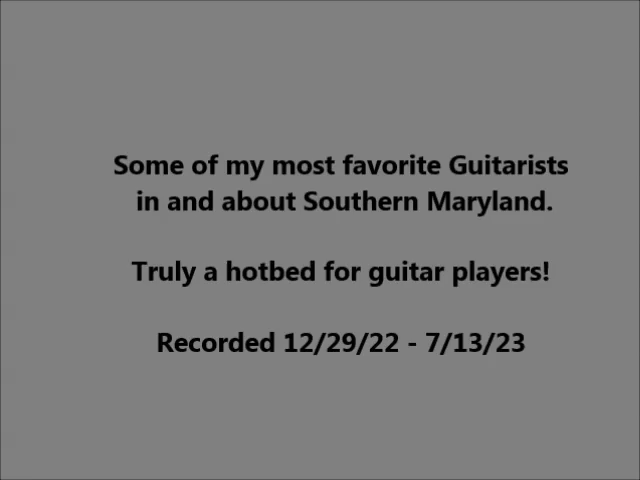 Some of my most favorite Guitarists
in and about Southern Maryland.
Truly a hotbed for guitar players!
Recorded 12/29/22 - 7/13/23